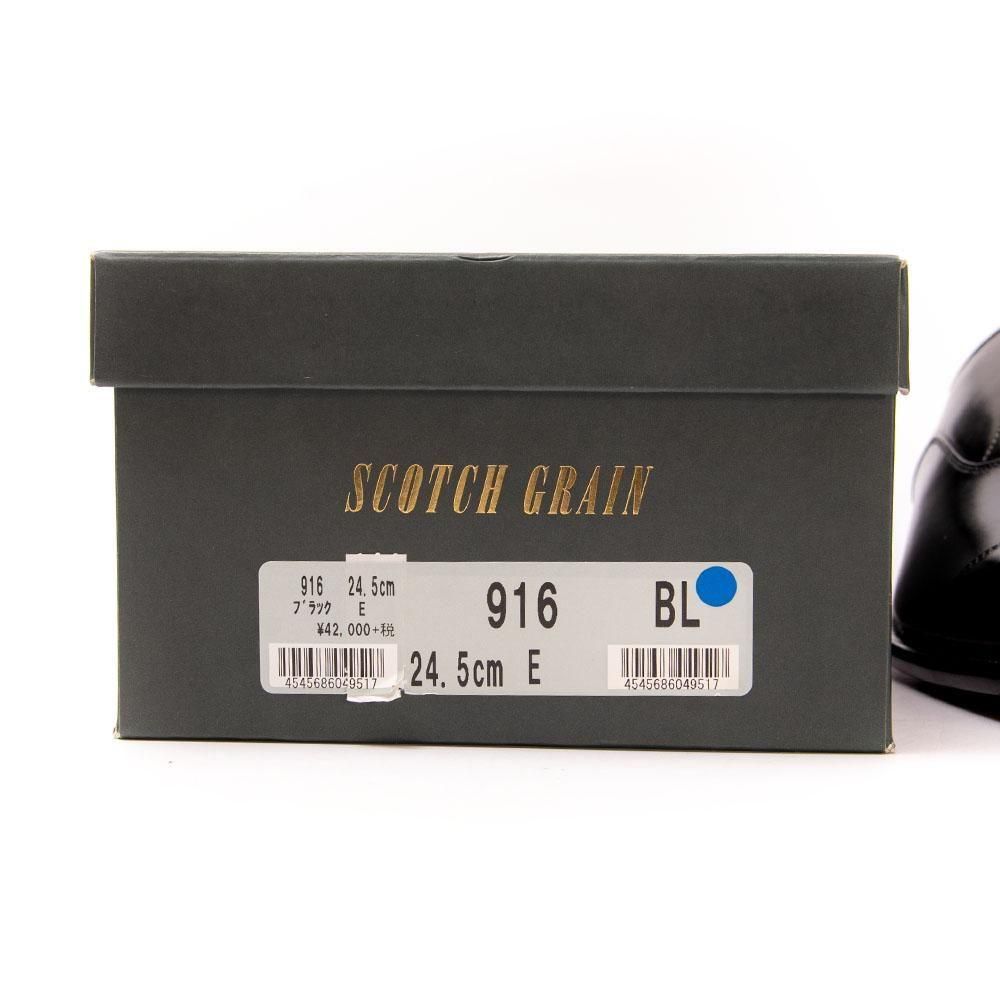 SCOTCH GRAIN
916 24.5cm
ﾌﾞﾗｯｸ E
¥42,000+税
4545686049517
916 BL
24.5cm E
4545686049517